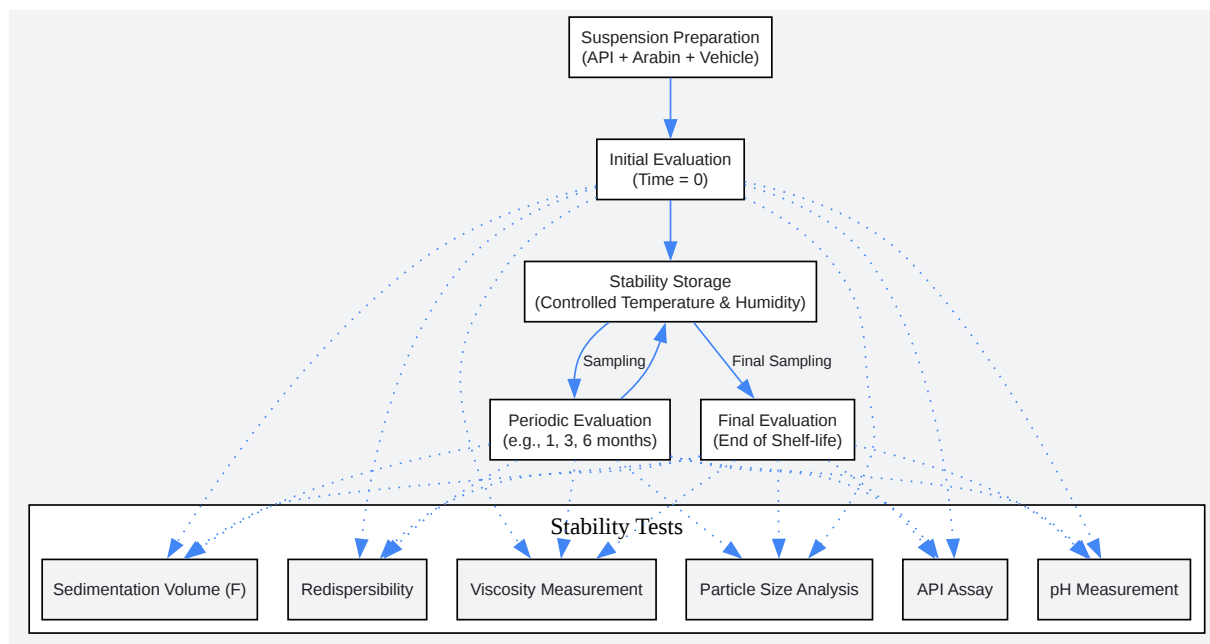 Suspension Preparation
(API + Arabin + Vehicle)
Initial Evaluation
(Time = 0)
Stability Storage
(Controlled Temperature & Humidity)
Sampling
Final Sampling
Periodic Evaluation
(e.g., 1, 3, 6 months)
Final Evaluation
(End of Shelf-life)
Stability Tests
Sedimentation Volume (F)
Redispersibility
Viscosity Measurement
Particle Size Analysis
API Assay
pH Measurement